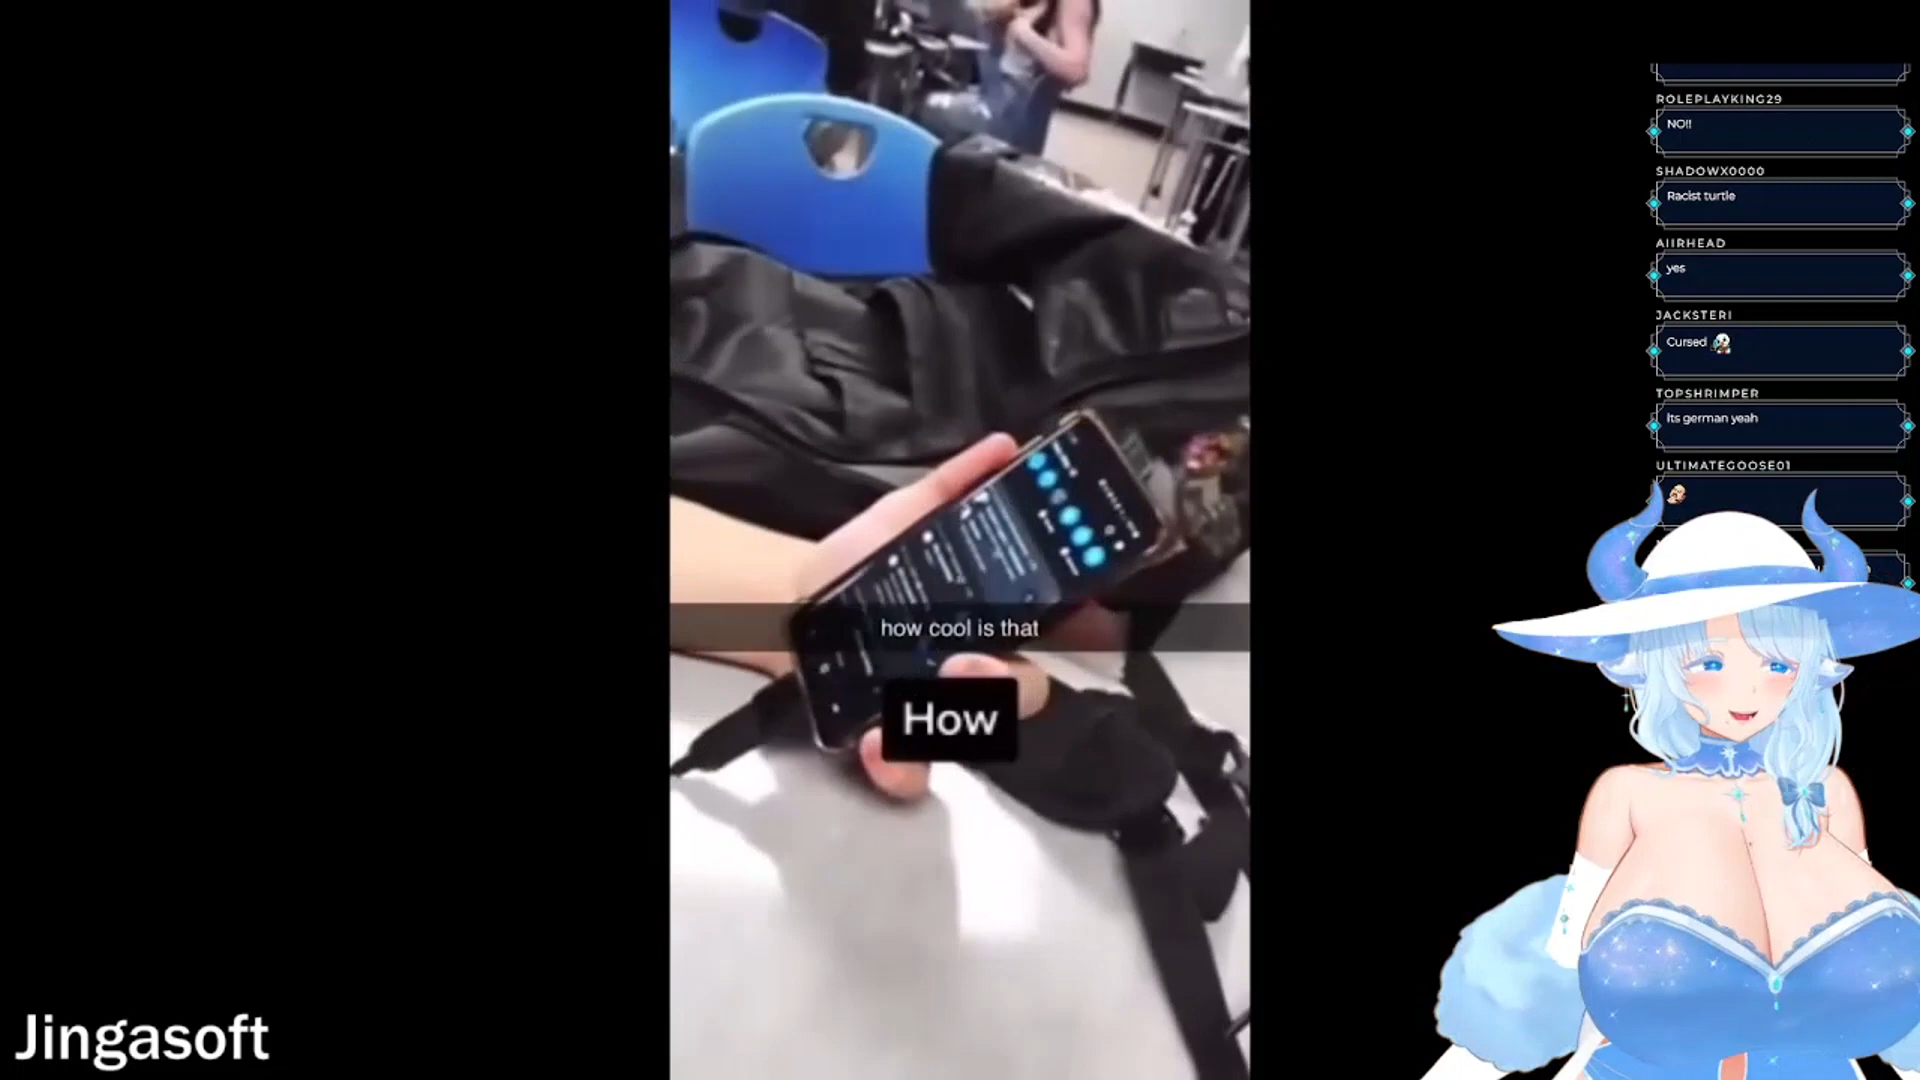 ROLEPLAYKING29
NO!!
SHADOWX0000
Racist turtle
AIIRHEAD
yes
JACKSTERI
Cursed
TOPSHRIMPER
Its german yeah
ULTIMATEGOOSE01
how cool is that
How
Jingasoft